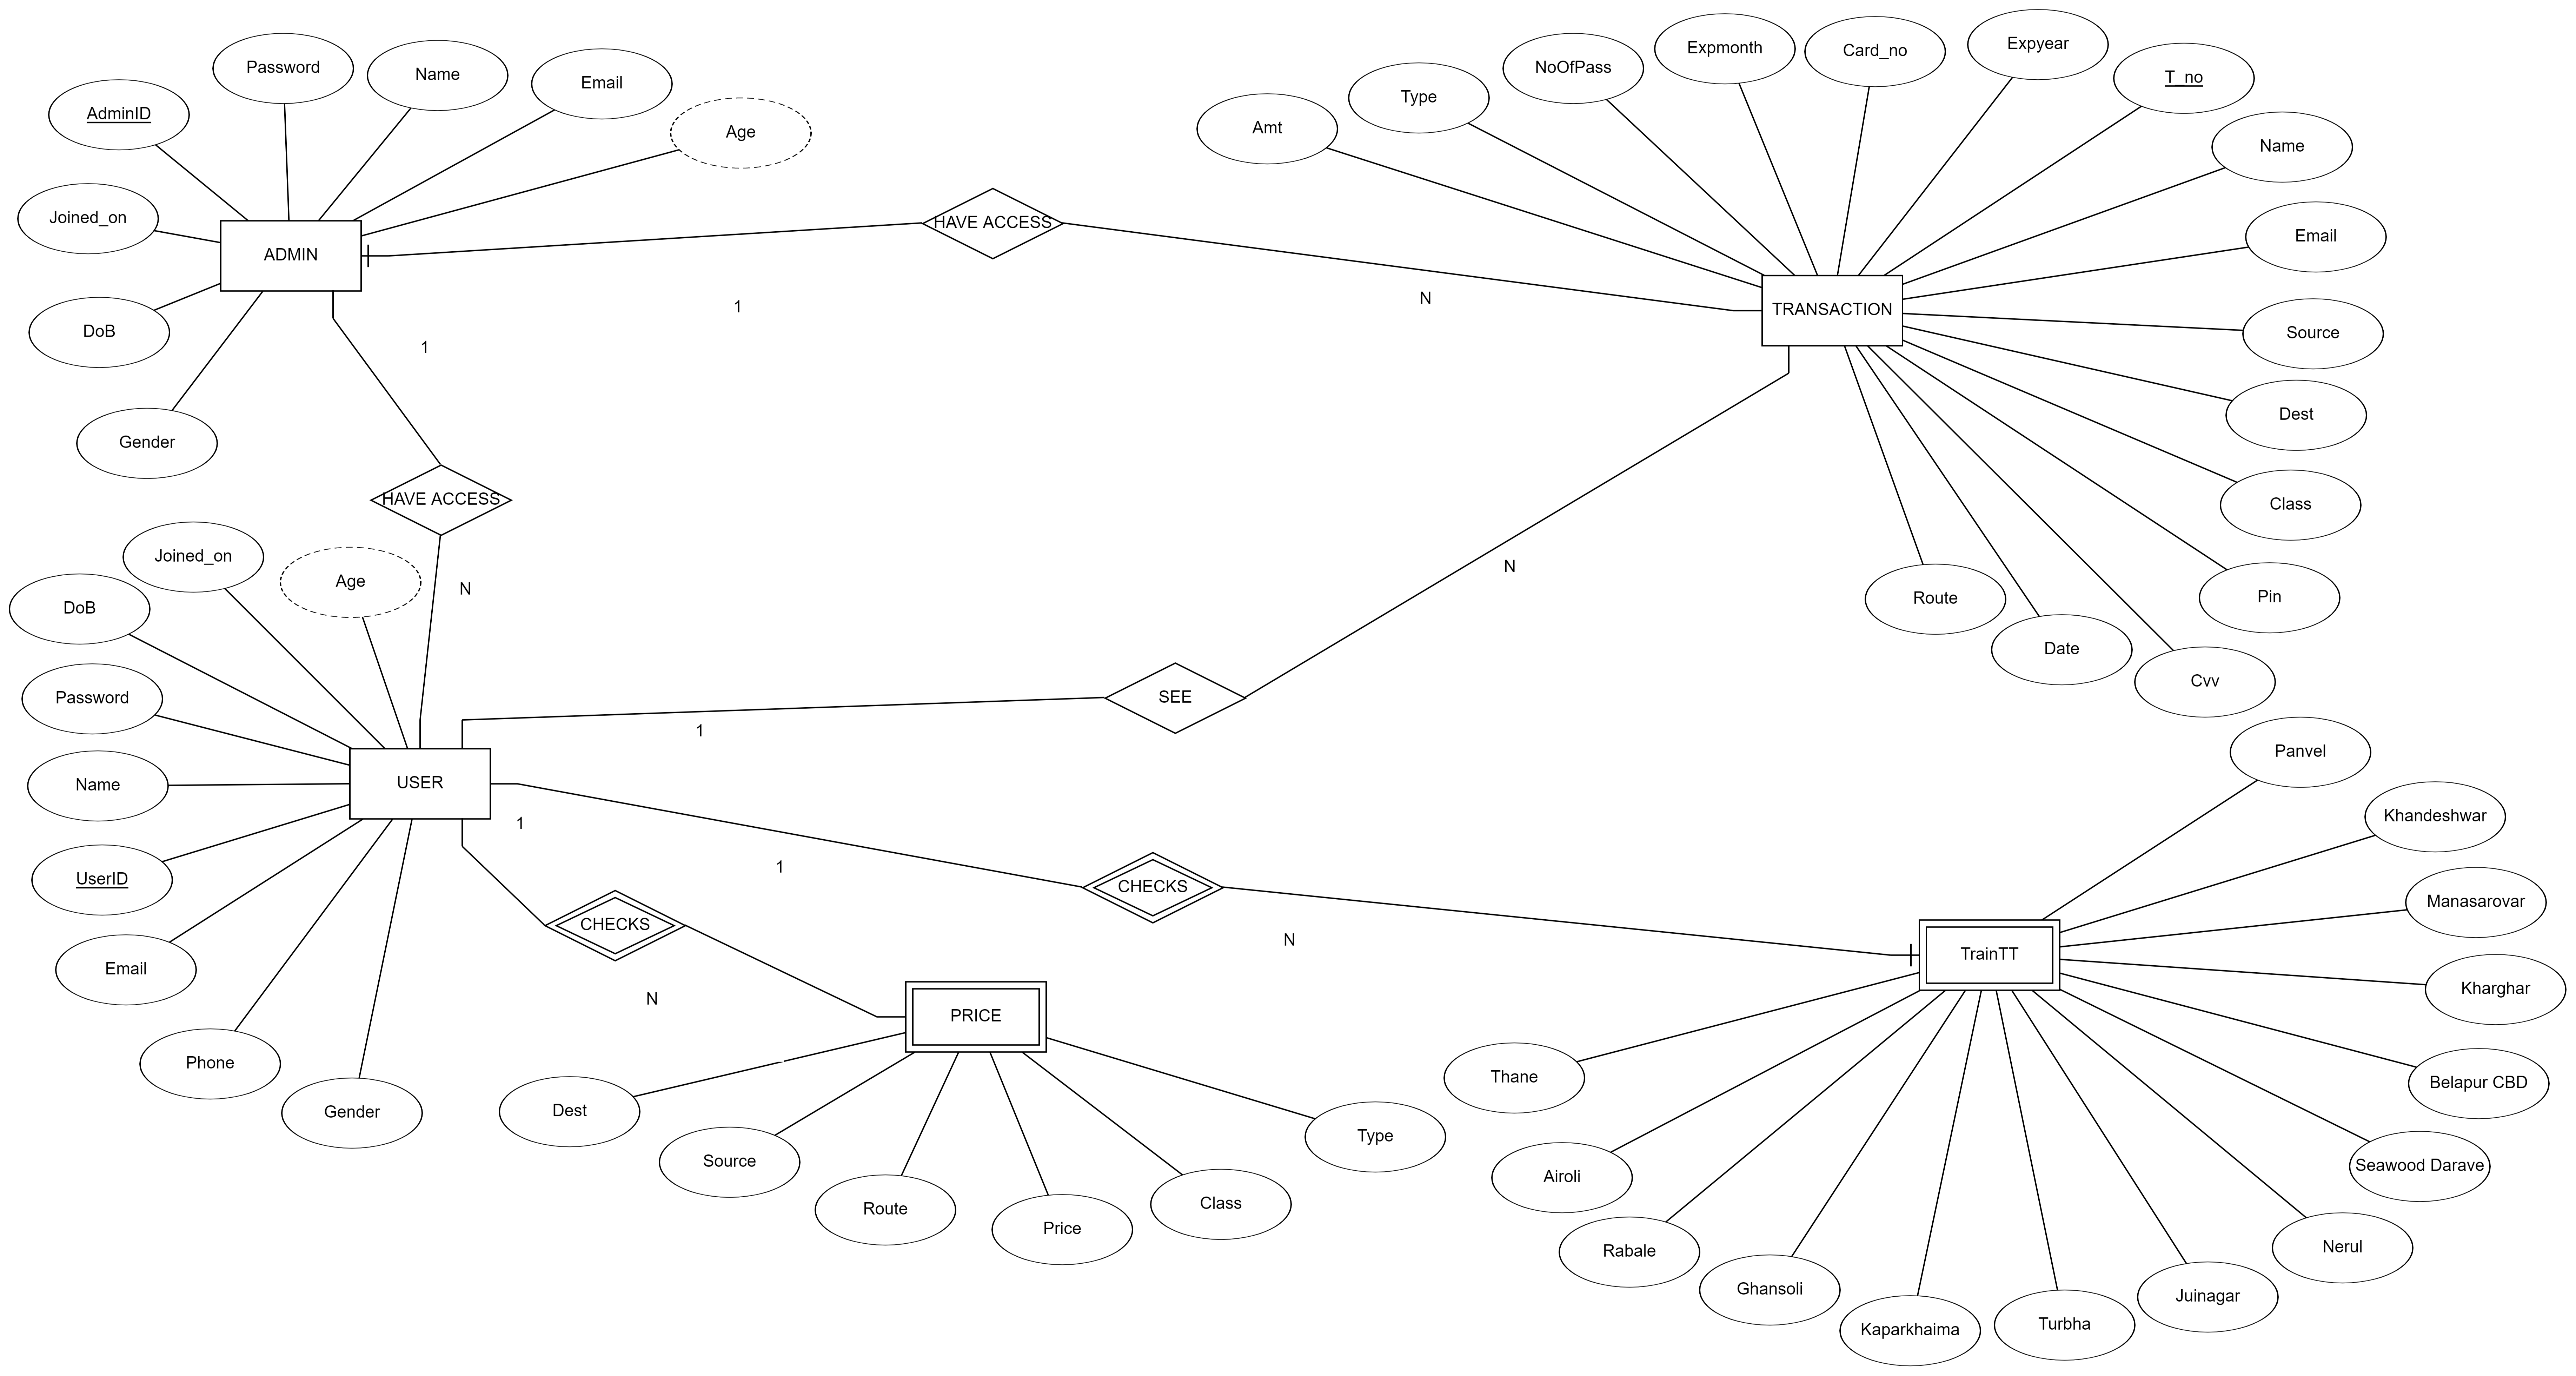 Expyear
Expmonth
Card_no
Password
NoOfPass
Name
T_no
Email
Type
AdminID
Amt
Age
Name
Joined_on
HAVE ACCESS
Email
ADMIN
N
1
TRANSACTION
DoB
Source
1
Dest
Gender
HAVE ACCESS
Class
Joined_on
N
Age
N
Pin
DoB
Route
Date
Cvv
Password
SEE
1
Panvel
Name
USER
1
Khandeshwar
1
UserID
CHECKS
Manasarovar
CHECKS
N
TrainTT
Email
Kharghar
N
PRICE
Phone
Thane
Belapur CBD
Gender
Dest
Type
Source
Seawood Darave
Airoli
Class
Route
Price
Nerul
Rabale
Ghansoli
Juinagar
Turbha
Kaparkhaima